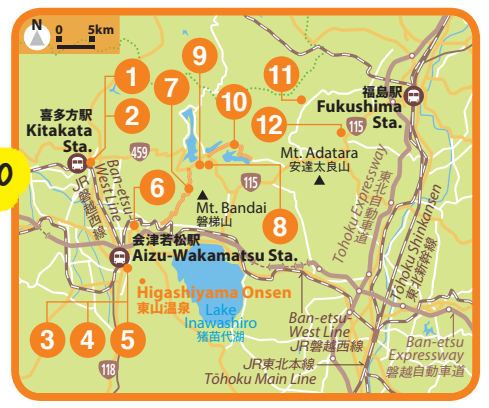 N
0 5km
9
11
福島駅
Fukushima
Sta.
1
7
10
喜多方駅
Kitakata
Sta.
2
12
115
459
Mt. Adatara
安達太良山
Ban-etsu
West Line
JR磐越西線
6
115
Mt. Bandai
磐梯山
8
Tohoku Expressway
東北自動車道
Tōhoku Shinkansen
東北新幹線
会津若松駅
Aizu-Wakamatsu Sta.
Higashiyama Onsen
東山温泉
Lake
Inawashiro
猪苗代湖
3
4
5
118
Ban-etsu
West Line
JR磐越西線
Ban-etsu
Expressway
磐越自動車道
JR東北本線
Tōhoku Main Line
0